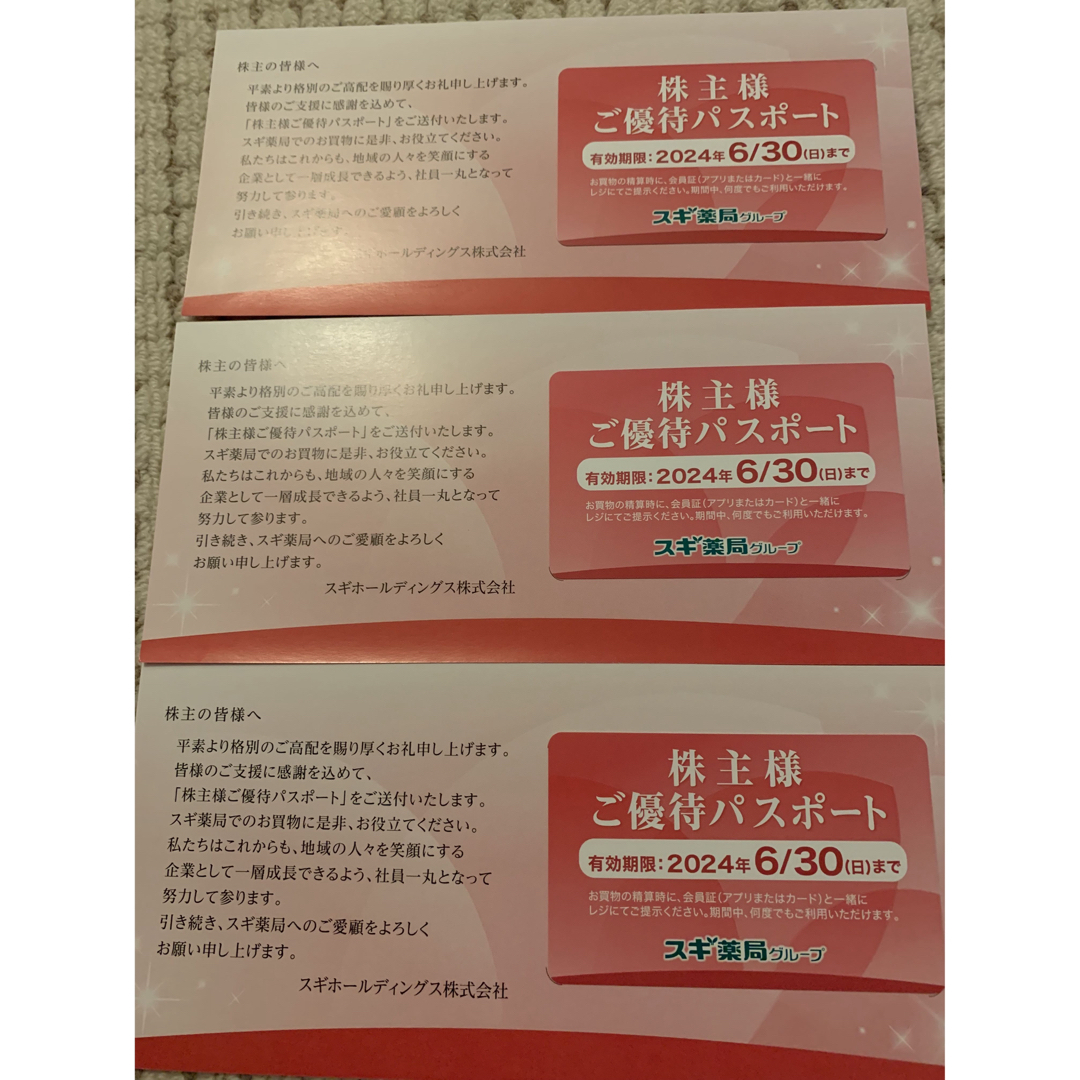 株主の皆様へ
平素より格別のご高配を賜り厚くお礼申し上げます。
皆様のご支援に感謝を込めて、
「株主様ご優待パスポート」をご送付いたします。
スギ薬局でのお買物に是非、お役立てください。
私たちはこれからも、地域の人々を笑顔にする
企業として一層成長できるよう、社員一丸となって
努力して参ります。
引き続き、スギ薬局へのご愛顧をよろしく
お願い申し上げます。
ホールディングス株式会社
株主様
ご優待パスポート
有効期限：2024年6/30(日)まで
お買物の精算時に、会員証(アプリまたはカード)と一緒に
レジにてご提示ください。期間中、何度でもご利用いただけます。
スギ薬局グループ
株主の皆様へ
平素より格別のご高配を賜り厚くお礼申し上げます。
皆様のご支援に感謝を込めて、
「株主様ご優待パスポート」をご送付いたします。
スギ薬局でのお買物に是非、お役立てください。
私たちはこれからも、地域の人々を笑顔にする
企業として一層成長できるよう、社員一丸となって
努力して参ります。
引き続き、スギ薬局へのご愛顧をよろしく
お願い申し上げます。
スギホールディングス株式会社
株主様
ご優待パスポート
有効期限：2024年6/30(日)まで
お買物の精算時に、会員証(アプリまたはカード)と一緒に
レジにてご提示ください。期間中、何度でもご利用いただけます。
スギ薬局グループ
株主の皆様へ
平素より格別のご高配を賜り厚くお礼申し上げます。
皆様のご支援に感謝を込めて、
「株主様ご優待パスポート」をご送付いたします。
スギ薬局でのお買物に是非、お役立てください。
私たちはこれからも、地域の人々を笑顔にする
企業として一層成長できるよう、社員一丸となって
努力して参ります。
引き続き、スギ薬局へのご愛顧をよろしく
お願い申し上げます。
スギホールディングス株式会社
株主様
ご優待パスポート
有効期限：2024年6/30(日)まで
お買物の精算時に、会員証(アプリまたはカード)と一緒に
レジにてご提示ください。期間中、何度でもご利用いただけます。
スギ薬局グループ